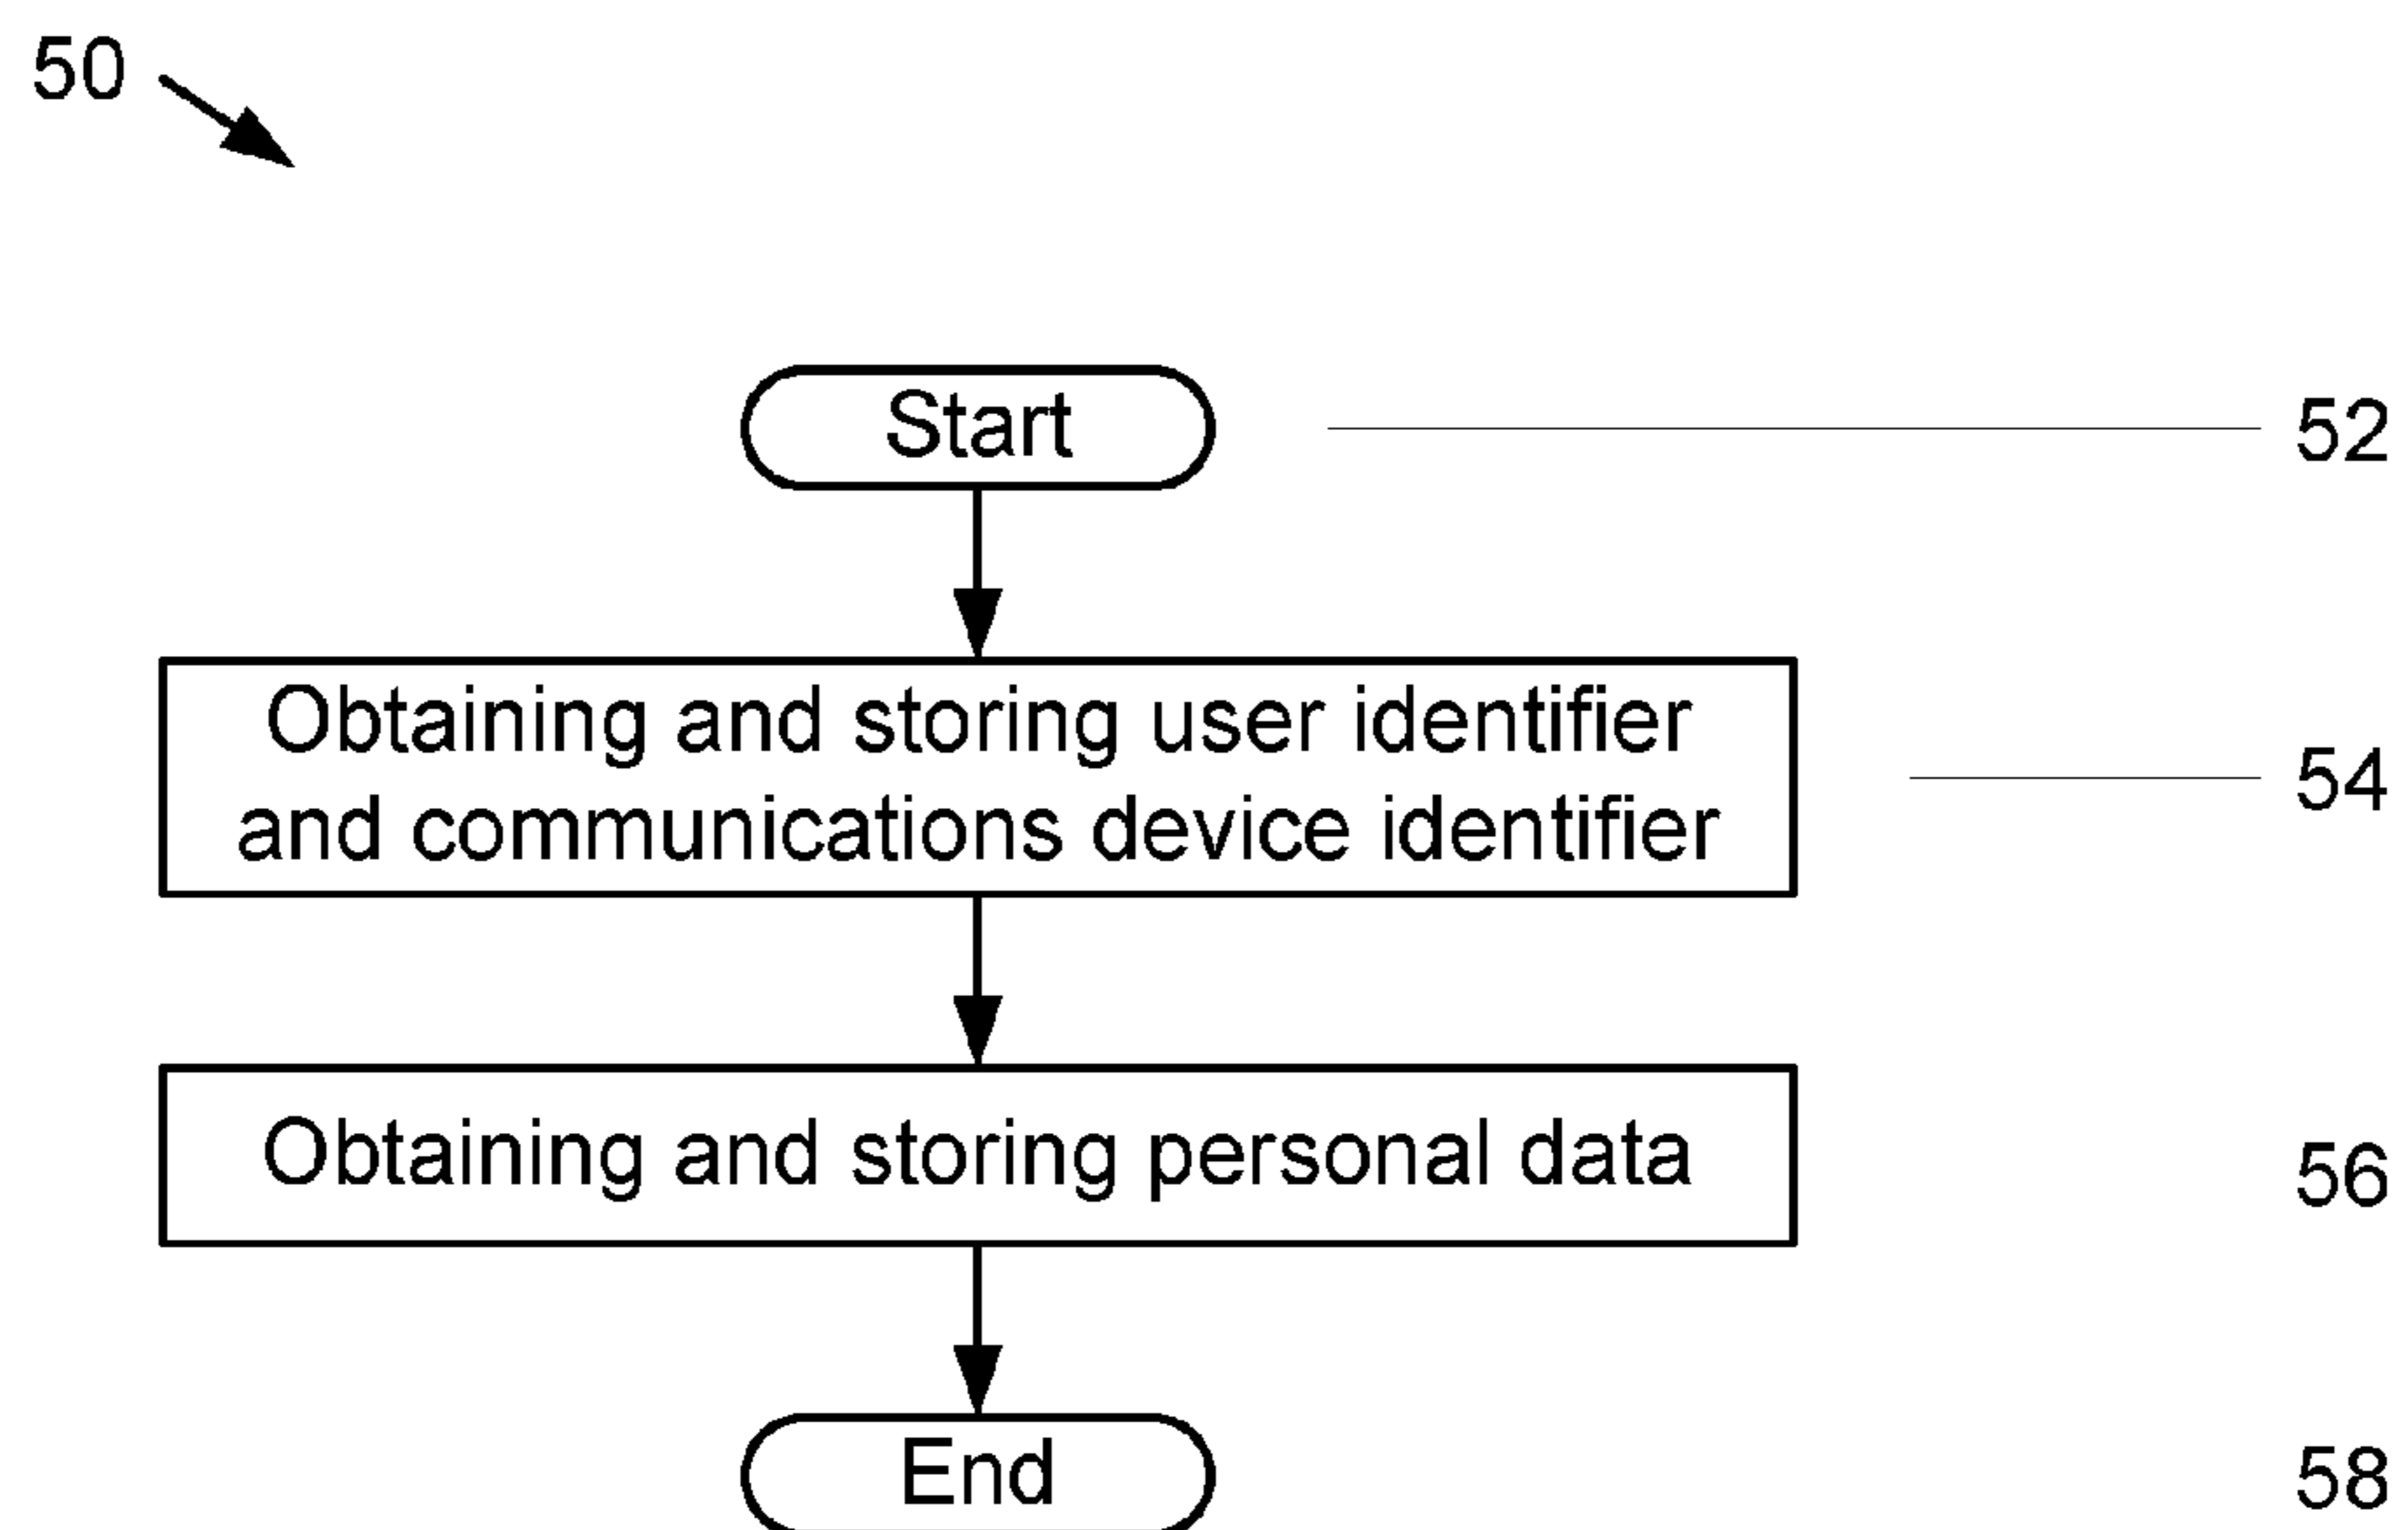 50
Start
52
Obtaining and storing user identifier
and communications device identifier
54
Obtaining and storing personal data
56
End
58